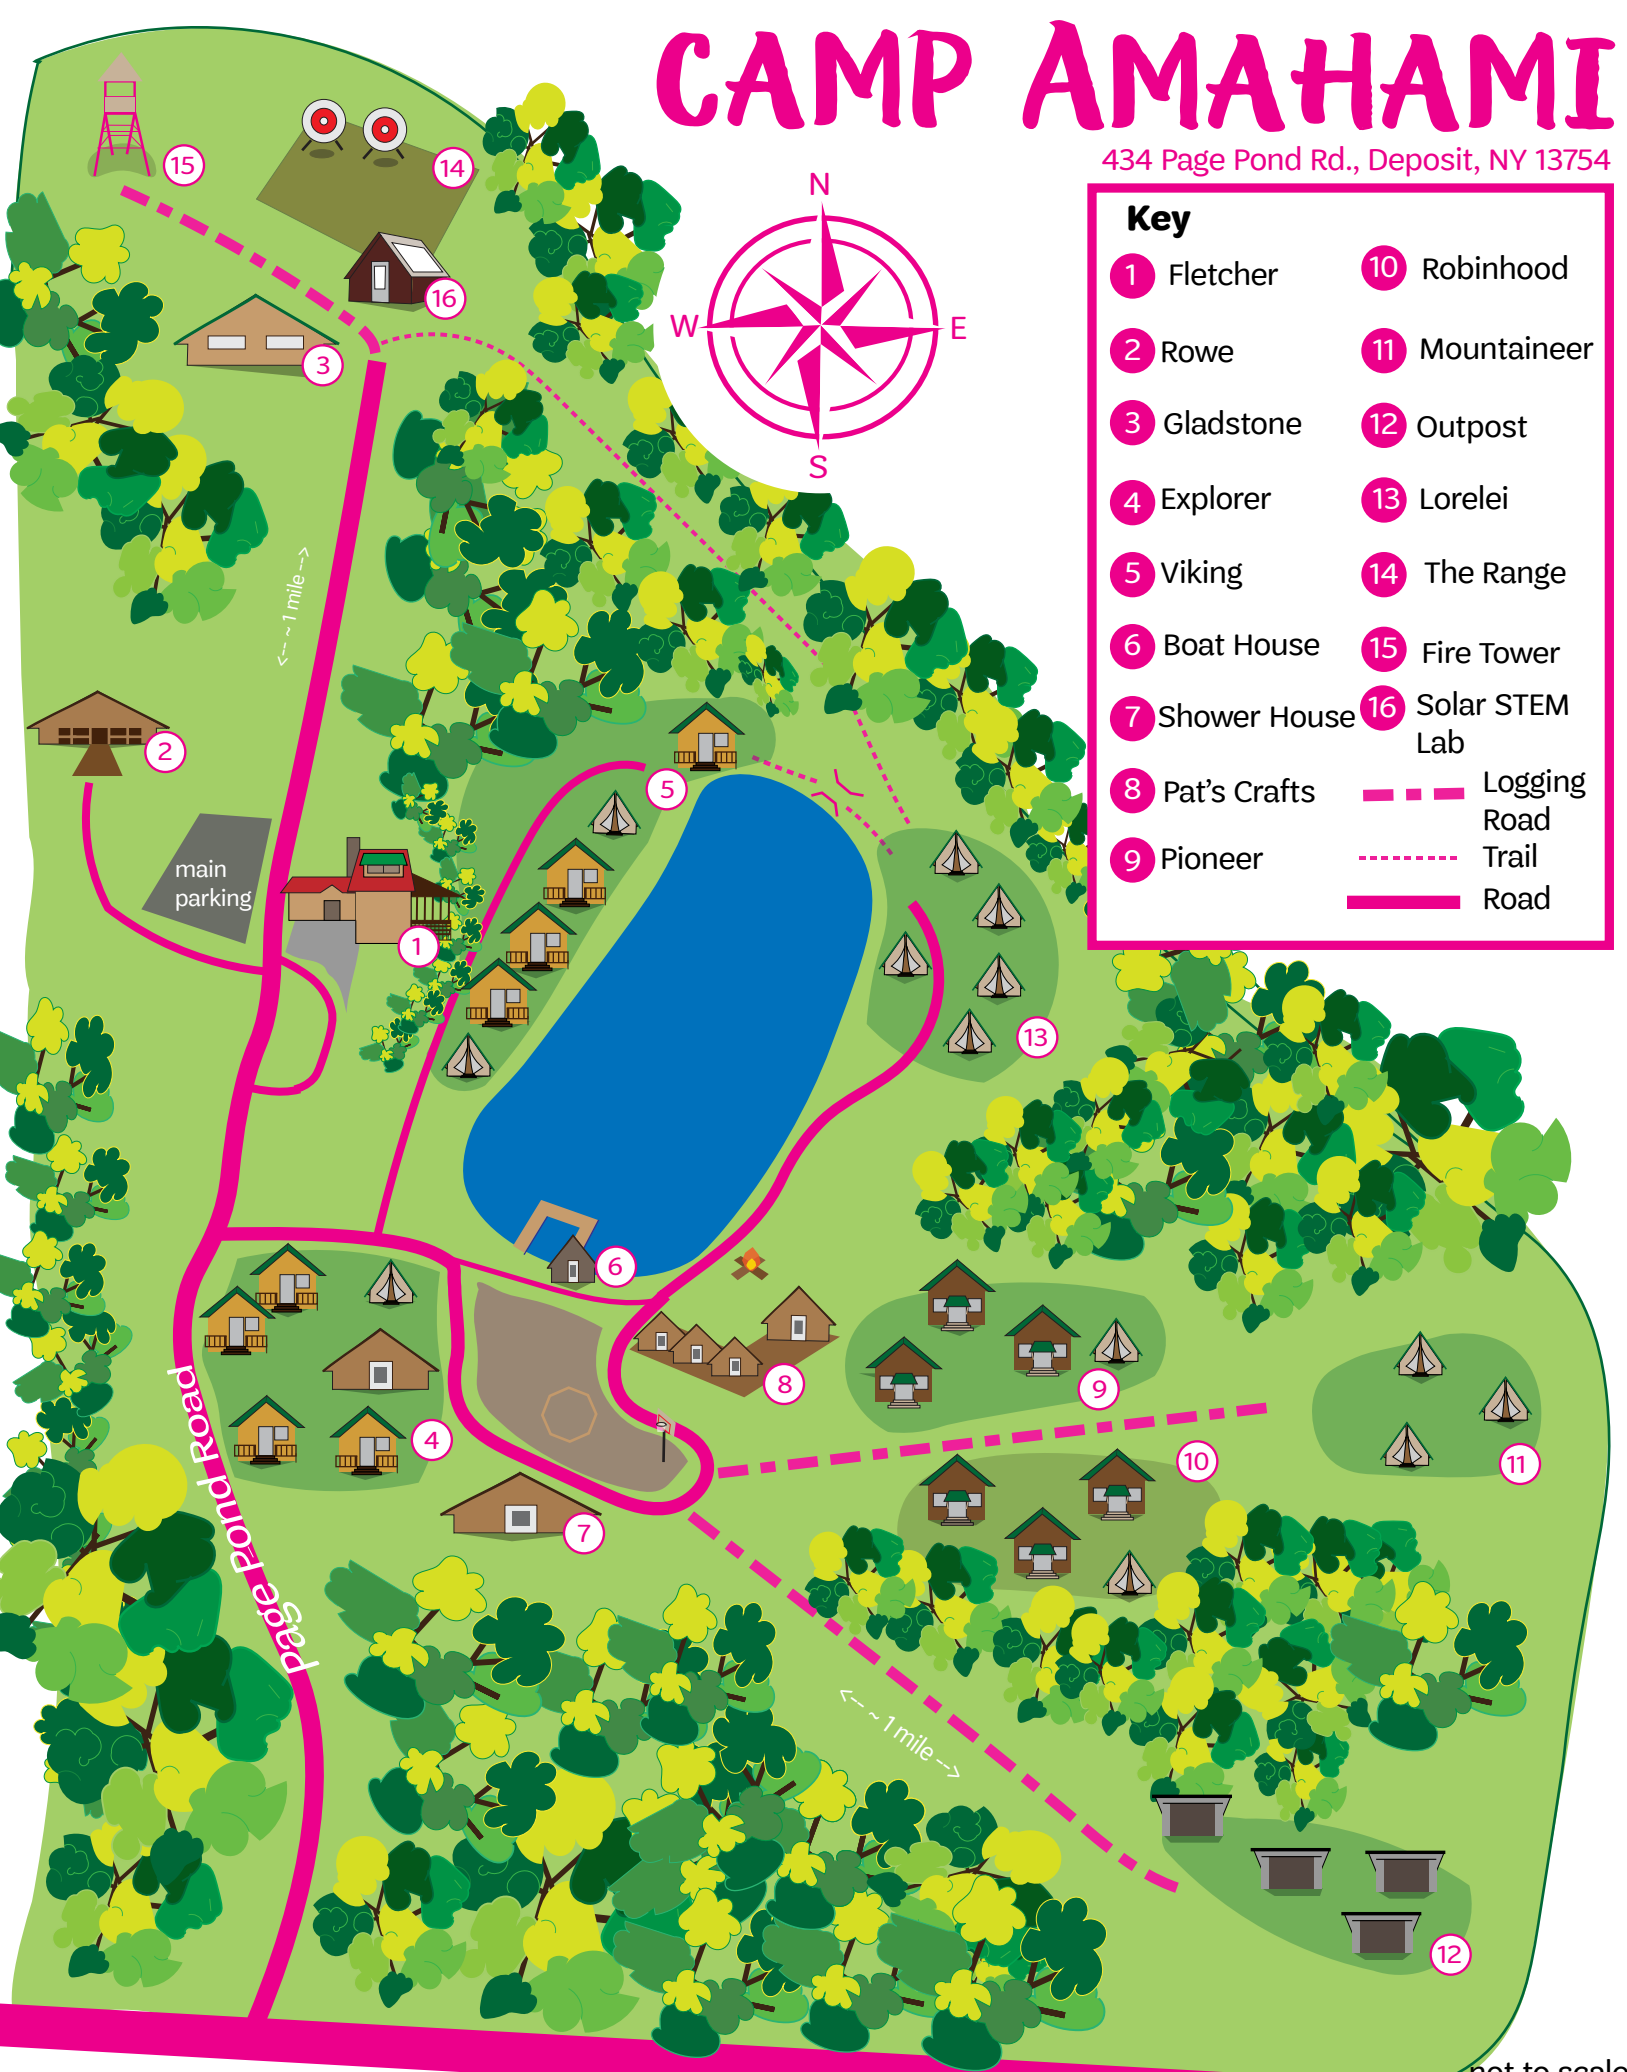 CAMP AMAHAMI
434 Page Pond Rd., Deposit, NY 13754
N
W
E
S
Key
1 Fletcher
2 Rowe
3 Gladstone
4 Explorer
5 Viking
6 Boat House
7 Shower House
8 Pat's Crafts
9 Pioneer
10 Robinhood
11 Mountaineer
12 Outpost
13 Lorelei
14 The Range
15 Fire Tower
16 Solar STEM
Lab
Logging
Road
Trail
Road
15
14
16
3
<-- ~ 1 mile -->
2
5
main
parking
1
13
6
8
9
4
10
11
7
Page Pond Road
<-- ~ 1 mile -->
12
not to scale